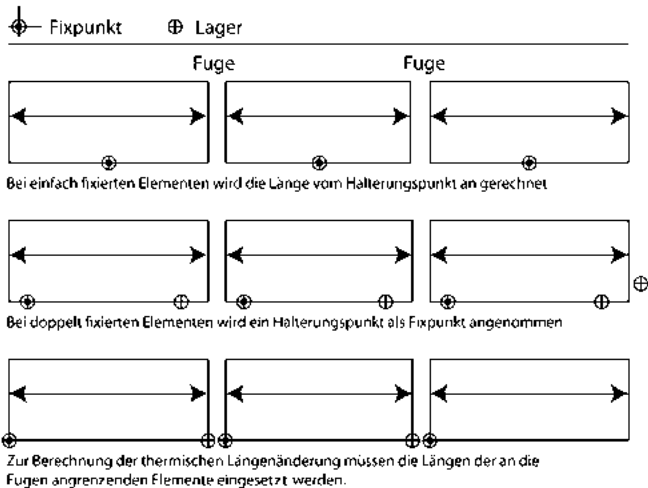 Fixpunkt Lager
Fuge Fuge
Bei einfach fixierten Elementen wird die Länge vom Halterungspunkt an gerechnet
Bei doppelt fixierten Elementen wird ein Halterungspunkt als Fixpunkt angenommen
Zur Berechnung der thermischen Längenänderung müssen die Längen der an die
Fugen angrenzenden Elemente eingesetzt werden.